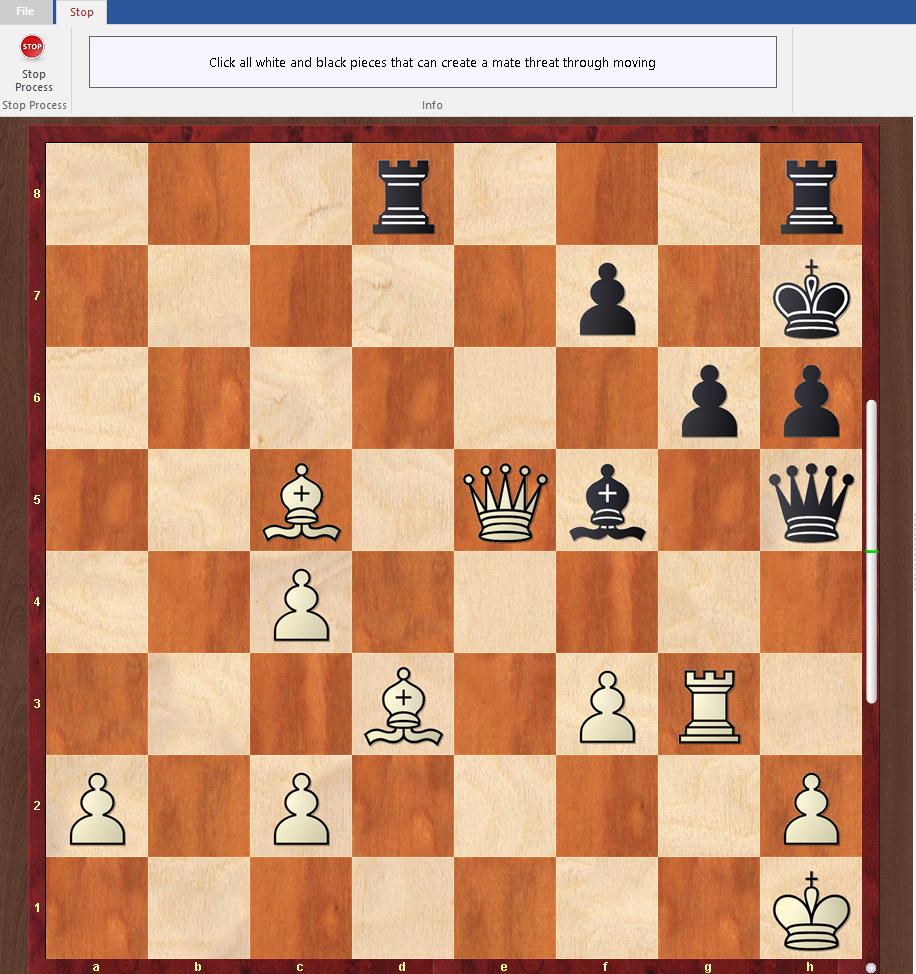 File
Stop
STOP
Stop
Process
Click all white and black pieces that can create a mate threat through moving
Stop Process
Info
8
7
6
5
4
3
2
1
a b c d e f g h